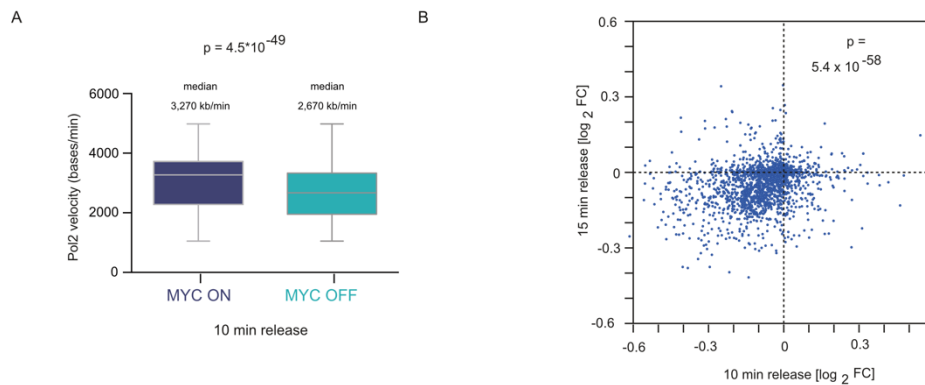 A
p = 4.5*10-49
median
3,270 kb/min
median
2,670 kb/min
Pol2 velocity (bases/min)
6000
4000
2000
0
MYC ON
MYC OFF
10 min release
B
p =
5.4 x 10-58
15 min release [log 2 FC]
0.6
0.3
0
-0.3
-0.6
-0.6
-0.3
0
0.3
10 min release [log 2 FC]